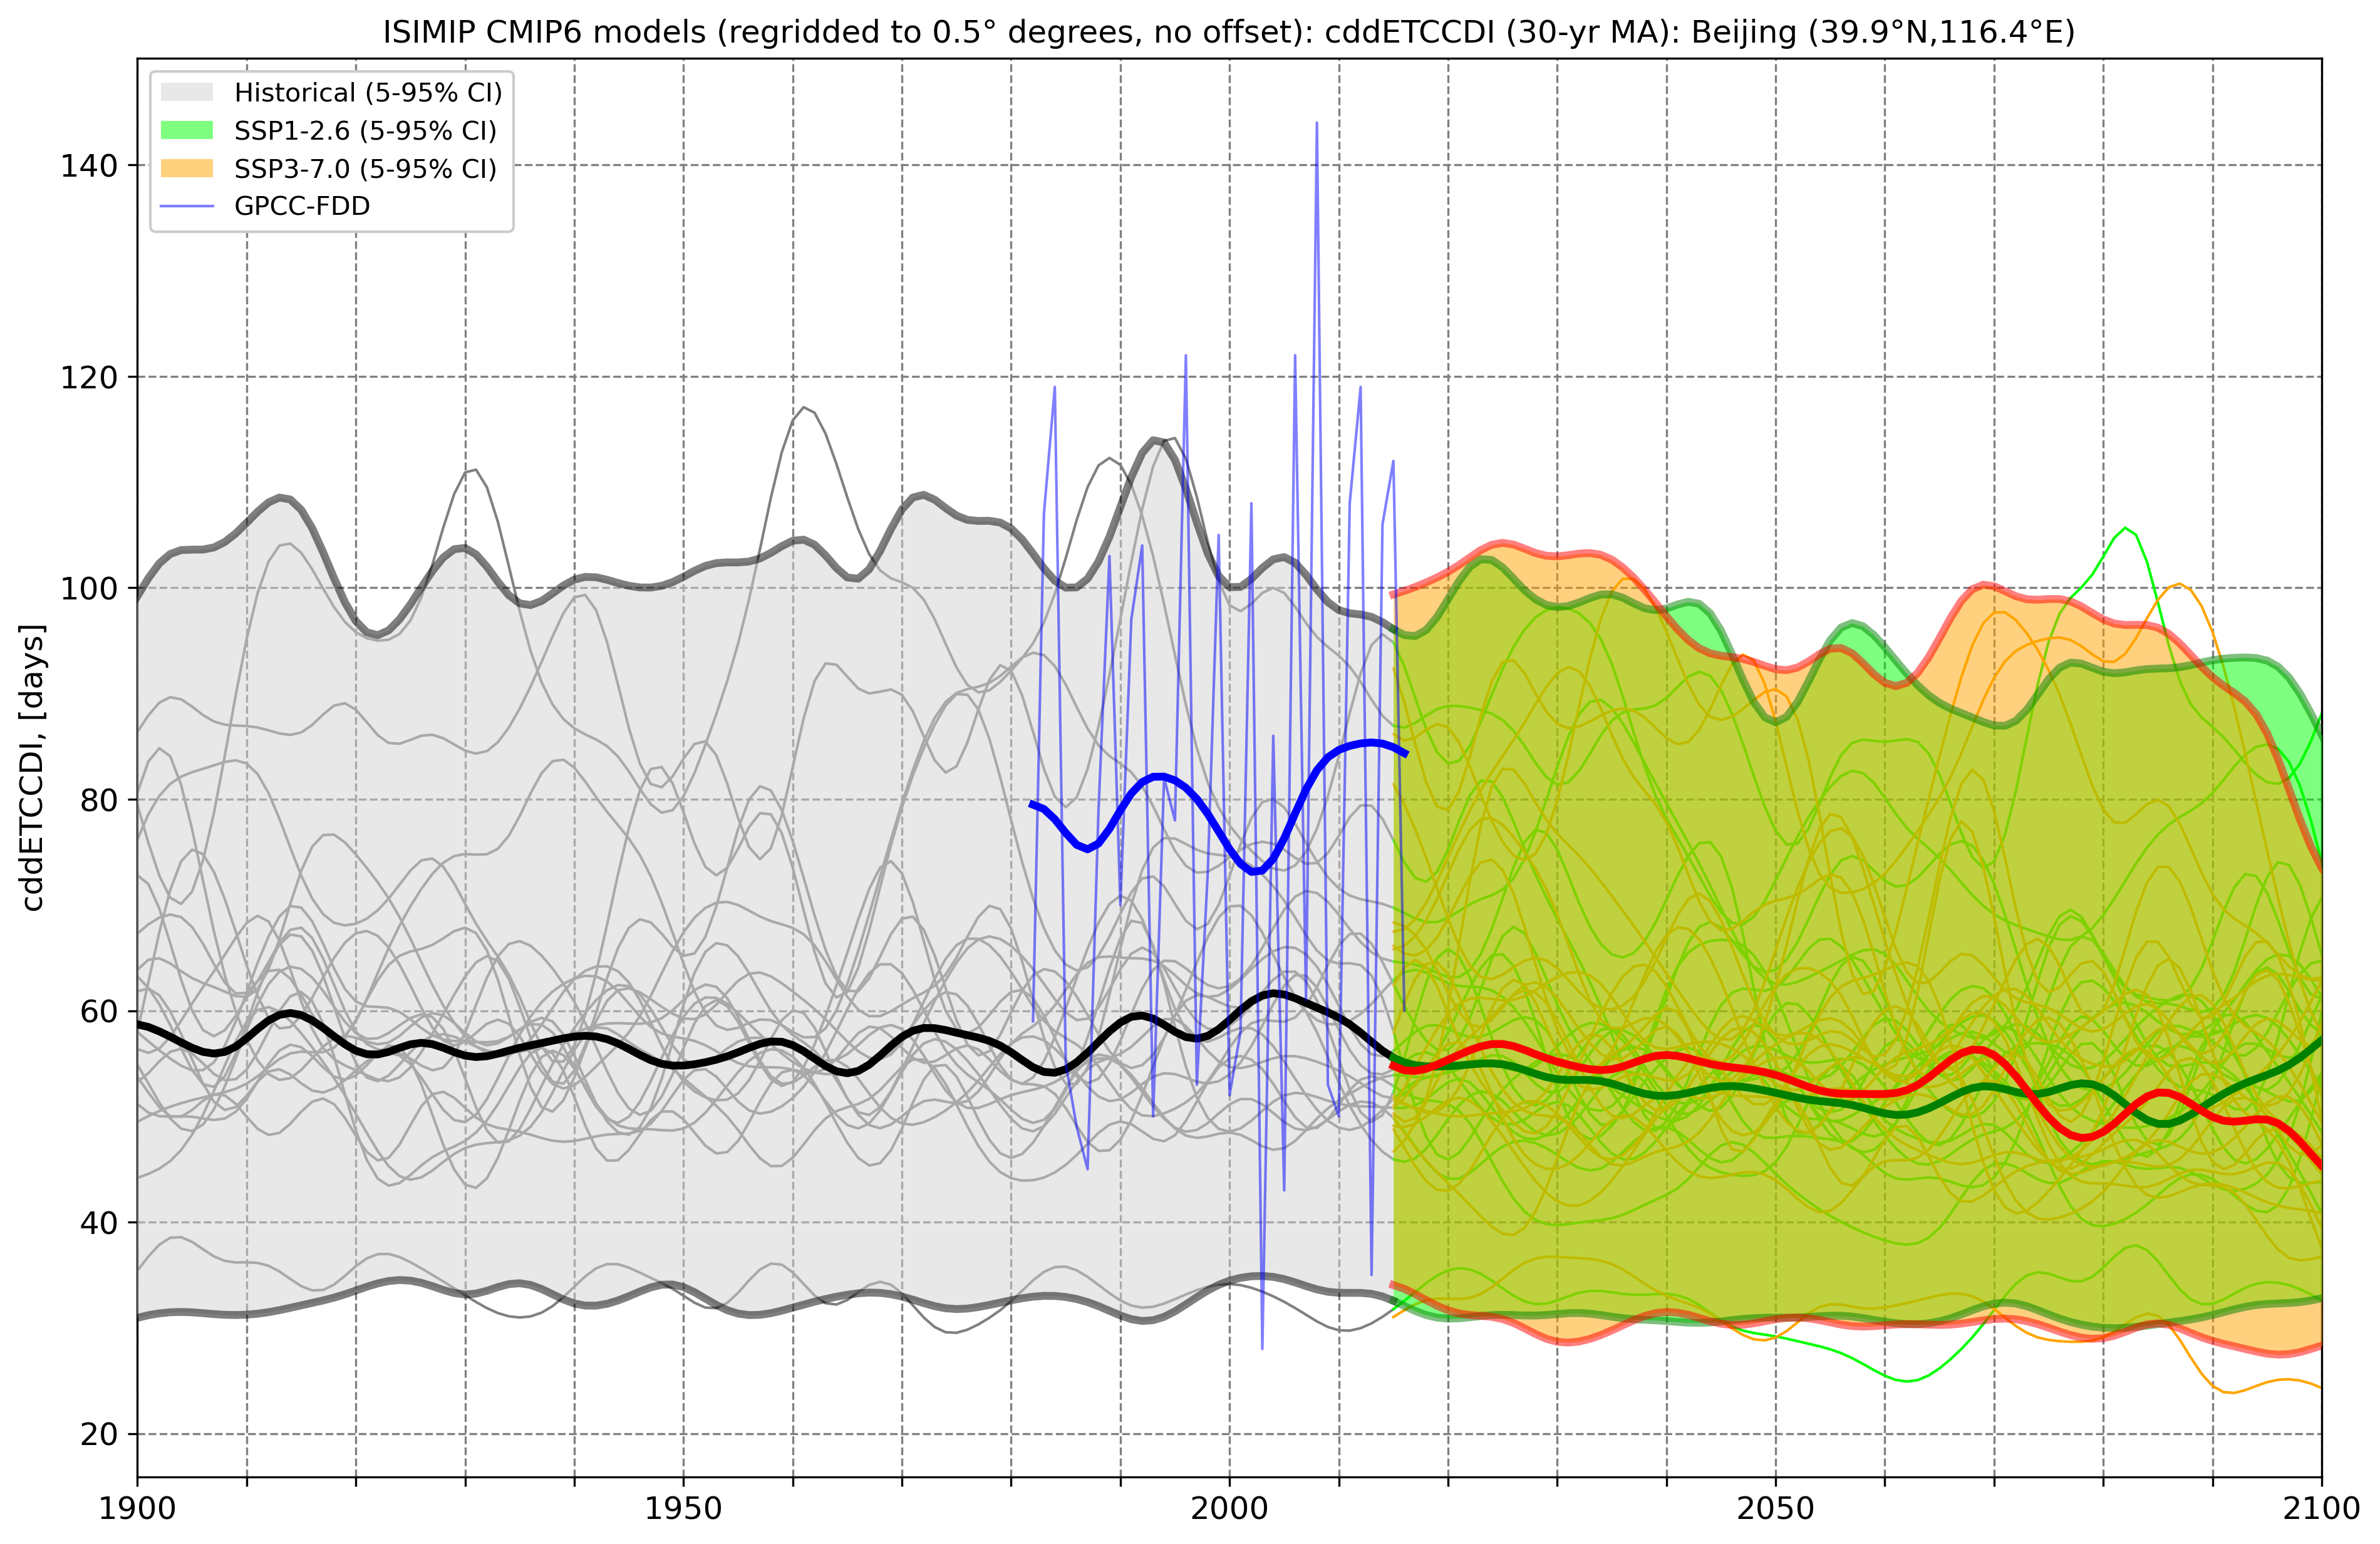 ISIMIP CMIP6 models (regridded to 0.5° degrees, no offset): cddETCCDI (30-yr MA): Beijing (39.9°N,116.4°E)
Historical (5-95% CI)
SSP1-2.6 (5-95% CI)
SSP3-7.0 (5-95% CI)
GPCC-FDD
cddETCCDI, [days]
140
120
100
80
60
40
20
1900
1950
2000
2050
2100